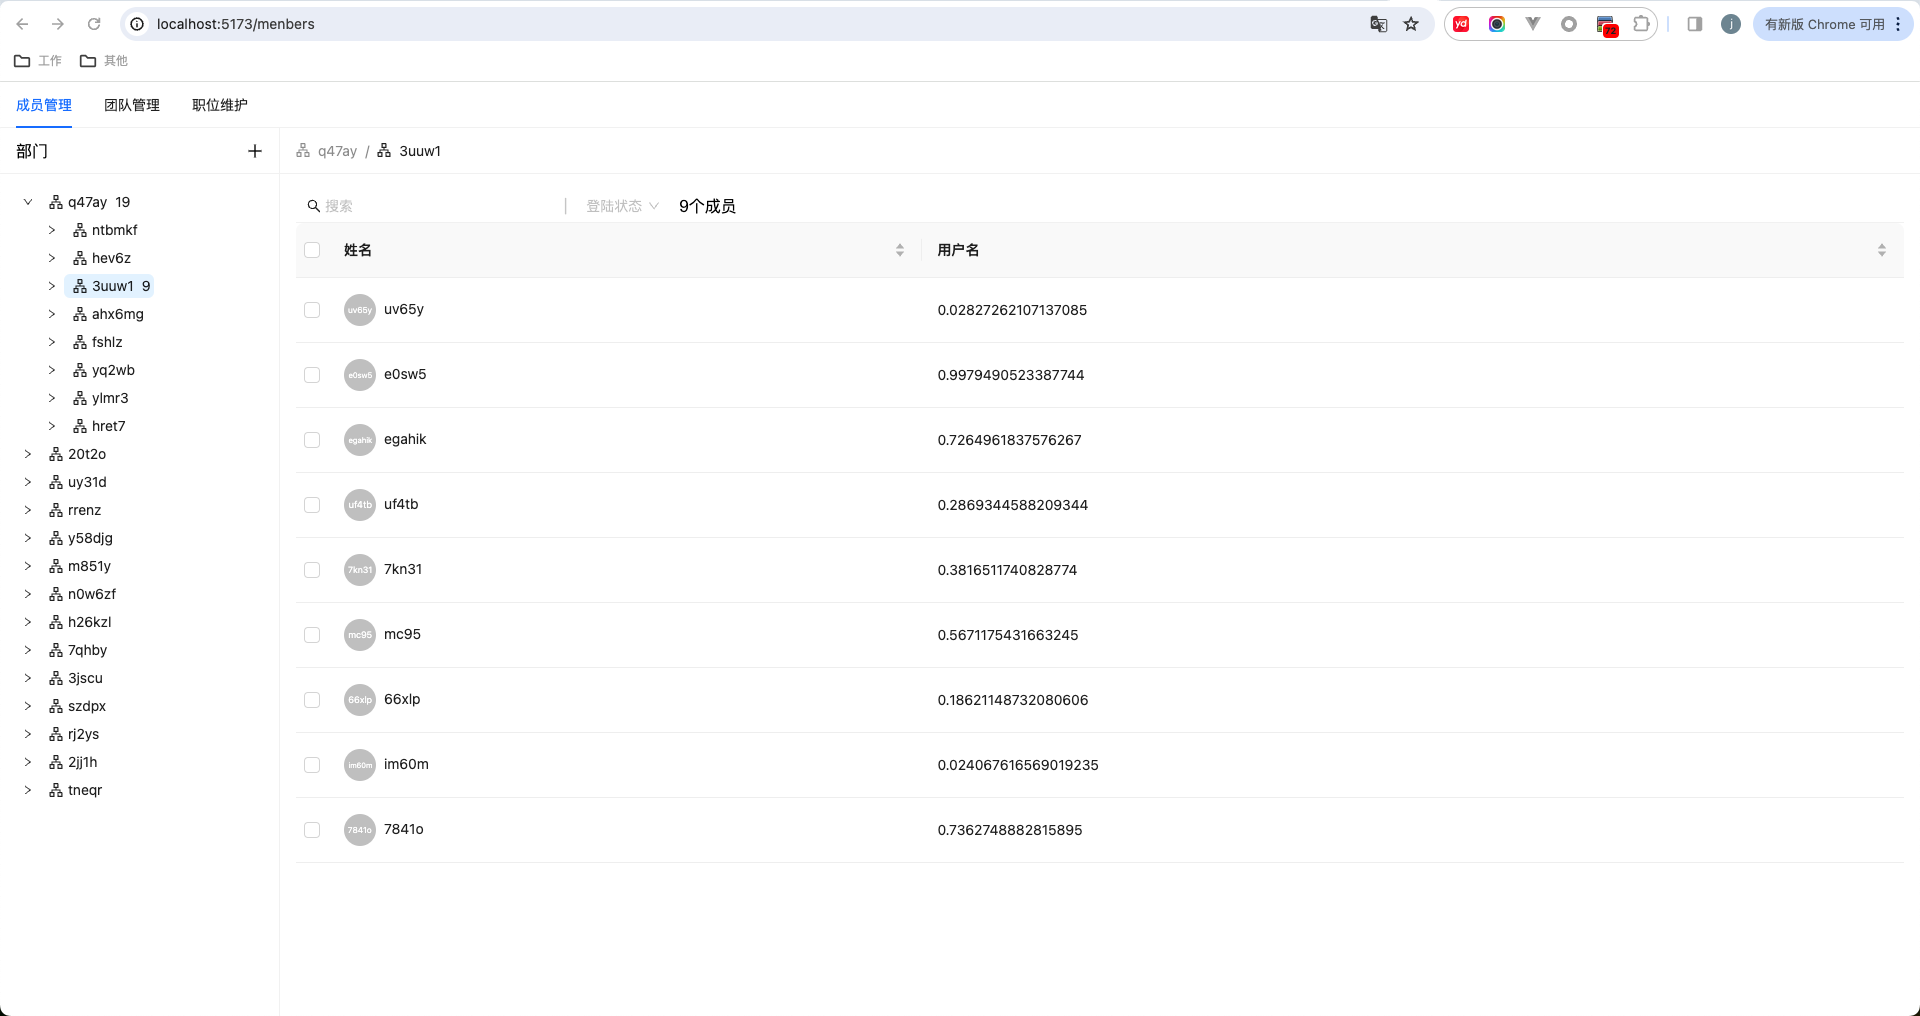 localhost:5173/menbers
yd
72
j
有新版 Chrome 可用
工作
其他
成员管理
团队管理
职位维护
部门
q47ay / 3uuw1
q47ay 19
ntbmkf
hev6z
3uuw1 9
ahx6mg
fshlz
yq2wb
ylmr3
hret7
20t2o
uy31d
rrenz
y58djg
m851y
n0w6zf
h26kzl
7qhby
3jscu
szdpx
rj2ys
2jj1h
tneqr
搜索 | 登陆状态 9个成员
姓名 用户名
uv65y uv65y 0.02827262107137085
e0sw5 e0sw5 0.9979490523387744
egahik egahik 0.7264961837576267
uf4tb uf4tb 0.2869344588209344
7kn31 7kn31 0.3816511740828774
mc95 mc95 0.5671175431663245
66xlp 66xlp 0.18621148732080606
im60m im60m 0.024067616569019235
7841o 7841o 0.7362748882815895